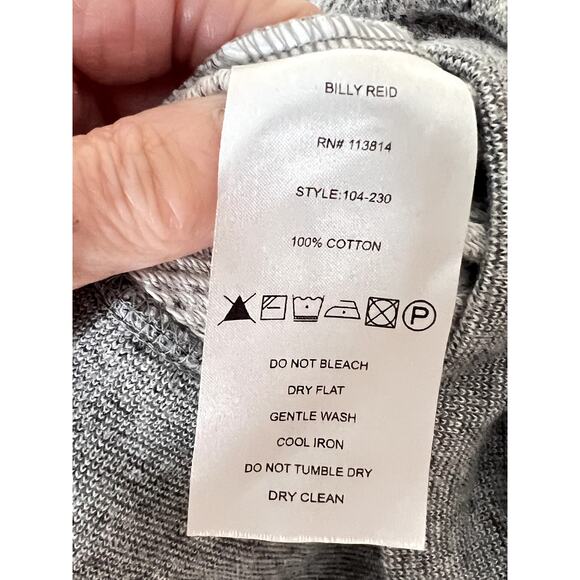 BILLY REID
RN# 113814
STYLE:104-230
100% COTTON
P
DO NOT BLEACH
DRY FLAT
GENTLE WASH
COOL IRON
DO NOT TUMBLE DRY
DRY CLEAN